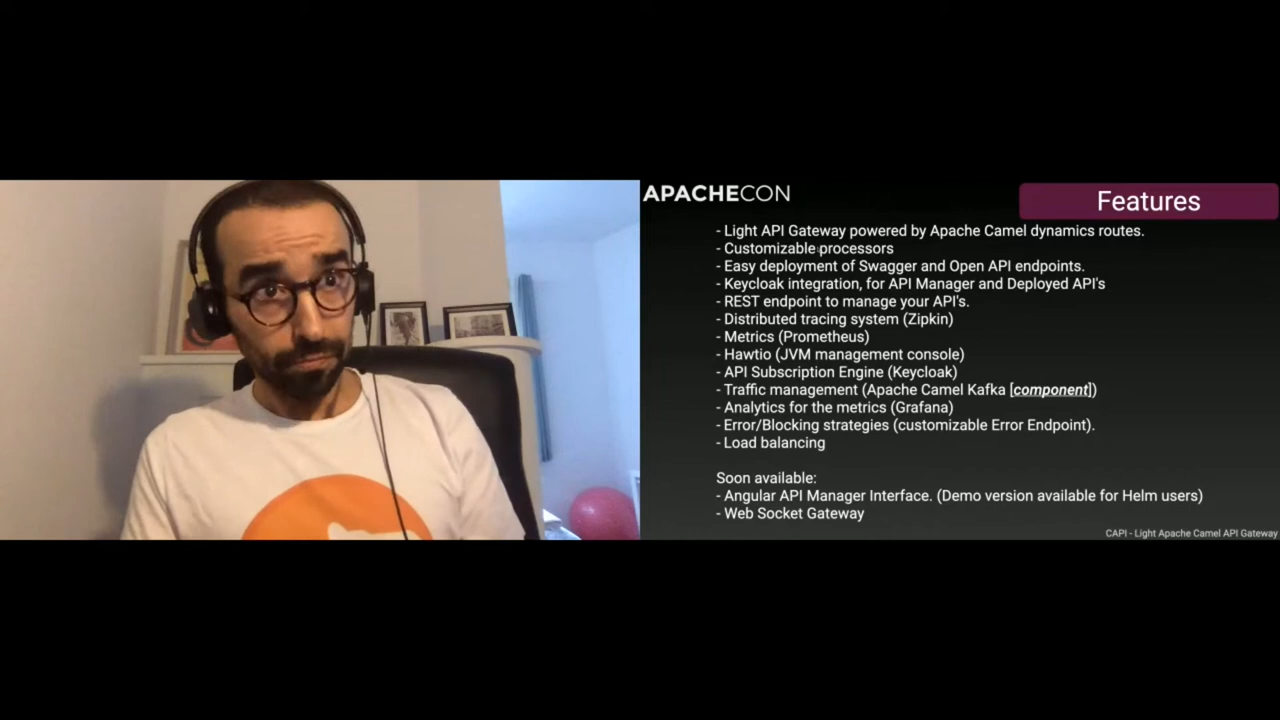 APACHECON
Features
- Light API Gateway powered by Apache Camel dynamics routes.
- Customizable processors
- Easy deployment of Swagger and Open API endpoints.
- Keycloak integration, for API Manager and Deployed API's
- REST endpoint to manage your API's.
- Distributed tracing system (Zipkin)
- Metrics (Prometheus)
- Hawtio (JVM management console)
- API Subscription Engine (Keycloak)
- Traffic management (Apache Camel Kafka [component])
- Analytics for the metrics (Grafana)
- Error/Blocking strategies (customizable Error Endpoint).
- Load balancing
Soon available:
- Angular API Manager Interface. (Demo version available for Helm users)
- Web Socket Gateway
CAPI - Light Apache Camel API Gateway